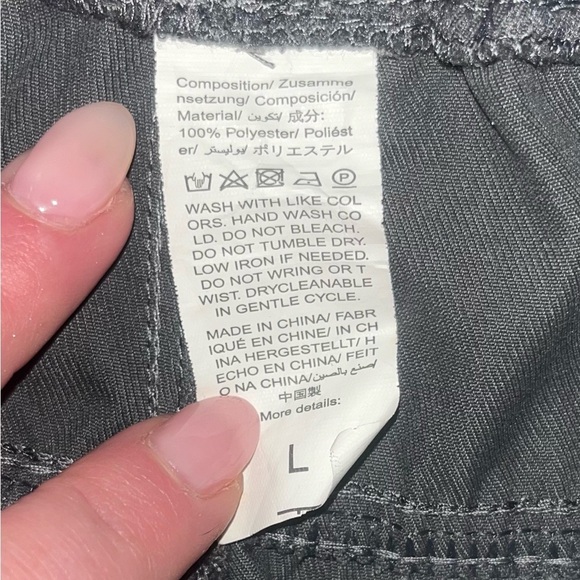 Composition/ Zusamme
nsetzung/ Composición/
Material/ تكوين/ 成分:
100% Polyester/ Poliést
er/ بوليستر/ ポリエステル
WASH WITH LIKE COL
ORS. HAND WASH CO
LD. DO NOT BLEACH.
DO NOT TUMBLE DRY.
LOW IRON IF NEEDED.
DO NOT WRING OR T
WIST. DRYCLEANABLE
IN GENTLE CYCLE.
MADE IN CHINA/ FABR
IQUÉ EN CHINE/ IN CH
INA HERGESTELLT/ H
ECHO EN CHINA/ FEIT
O NA CHINA/صنع بالصين/
中国製
More details:
L